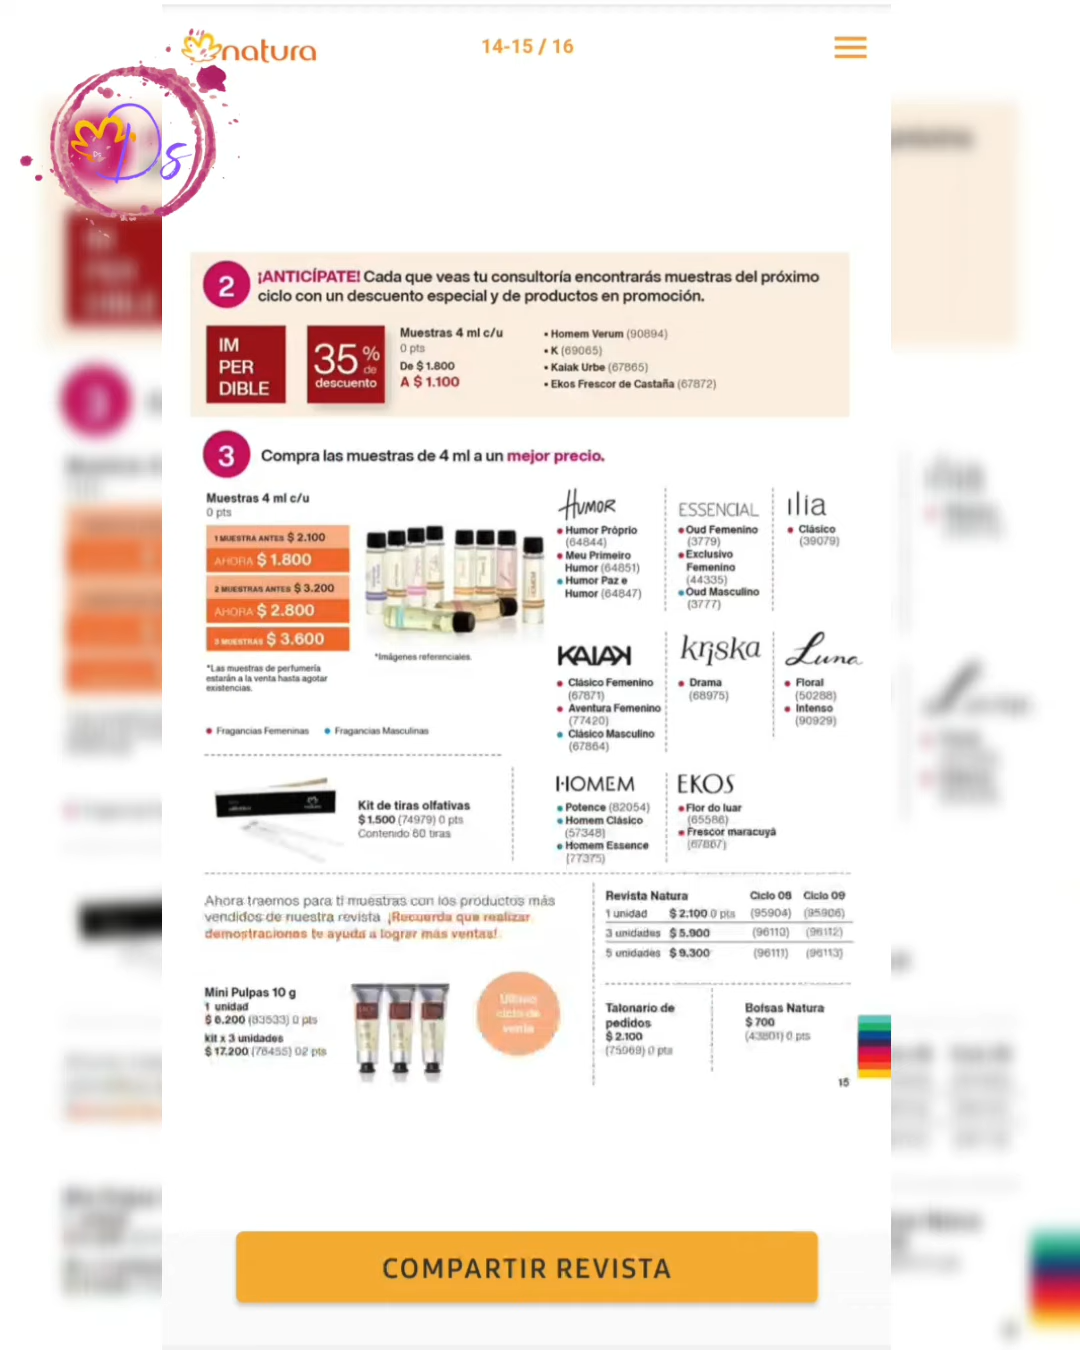 natura
14-15 / 16
Ds
2
¡ANTICÍPATE! Cada que veas tu consultoría encontrarás muestras del próximo
ciclo con un descuento especial y de productos en promoción.
IM
PER
DIBLE
35% de
descuento
Muestras 4 ml c/u
0 pts
De $ 1.800
A $ 1.100
• Homem Verum (90894)
• K (69065)
• Kaiak Urbe (67865)
• Ekos Frescor de Castaña (67872)
3
Compra las muestras de 4 ml a un mejor precio.
Muestras 4 ml c/u
0 pts
1 MUESTRA ANTES $ 2.100
AHORA $ 1.800
2 MUESTRAS ANTES $ 3.200
AHORA $ 2.800
3 MUESTRAS $ 3.600
*Las muestras de perfumería
estarán a la venta hasta agotar
existencias.
*Imágenes referenciales.
• Fragancias Femeninas • Fragancias Masculinas
HUMOR
• Humor Próprio
(64844)
• Meu Primeiro
Humor (64851)
• Humor Paz e
Humor (64847)
ESSENCIAL
• Oud Femenino
(3779)
• Exclusivo
Femenino
(44335)
• Oud Masculino
(3777)
ilía
• Clásico
(39079)
KAIAK
• Clásico Femenino
(67871)
• Aventura Femenino
(77420)
• Clásico Masculino
(67864)
kriska
• Drama
(68975)
Luna
• Floral
(50288)
• Intenso
(90929)
HOMEM
• Potence (82054)
• Homem Clásico
(57348)
• Homem Essence
(77375)
EKOS
• Flor do luar
(65586)
• Frescor maracuyá
(67867)
Kit de tiras olfativas
$ 1.500 (74979) 0 pts
Contenido 60 tiras
Ahora traemos para ti muestras con los productos más
vendidos de nuestra revista ¡Recuerda que realizar
demostraciones te ayuda a lograr más ventas!
Mini Pulpas 10 g
1 unidad
$ 6.200 (83533) 0 pts
kit x 3 unidades
$ 17.200 (76455) 02 pts
Último
ciclo de
venta
Revista Natura Ciclo 08 Ciclo 09
1 unidad $ 2.100 0 pts (95904) (95906)
3 unidades $ 5.900 (96110) (96112)
5 unidades $ 9.300 (96111) (96113)
Talonario de
pedidos
$ 2.100
(75969) 0 pts
Bolsas Natura
$ 700
(43801) 0 pts
15
COMPARTIR REVISTA